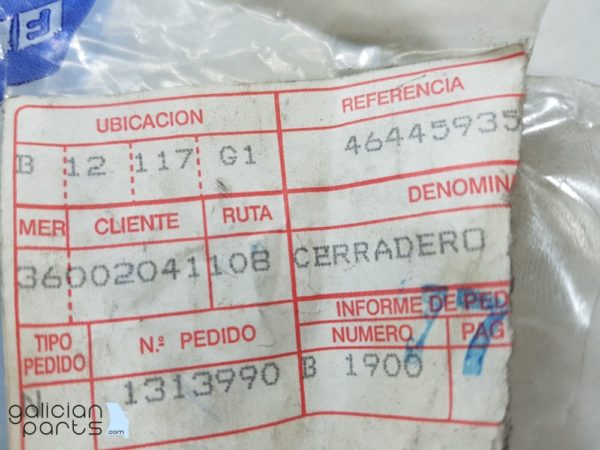 F
UBICACION REFERENCIA
B 12 117 G1 46445935
DENOMIN
MER CLIENTE RUTA
36002041108 CERRADERO
INFORME DE PED
TIPO PEDIDO N.º PEDIDO NUMERO PAG
N 1313990 B 1900
galician
parts.com